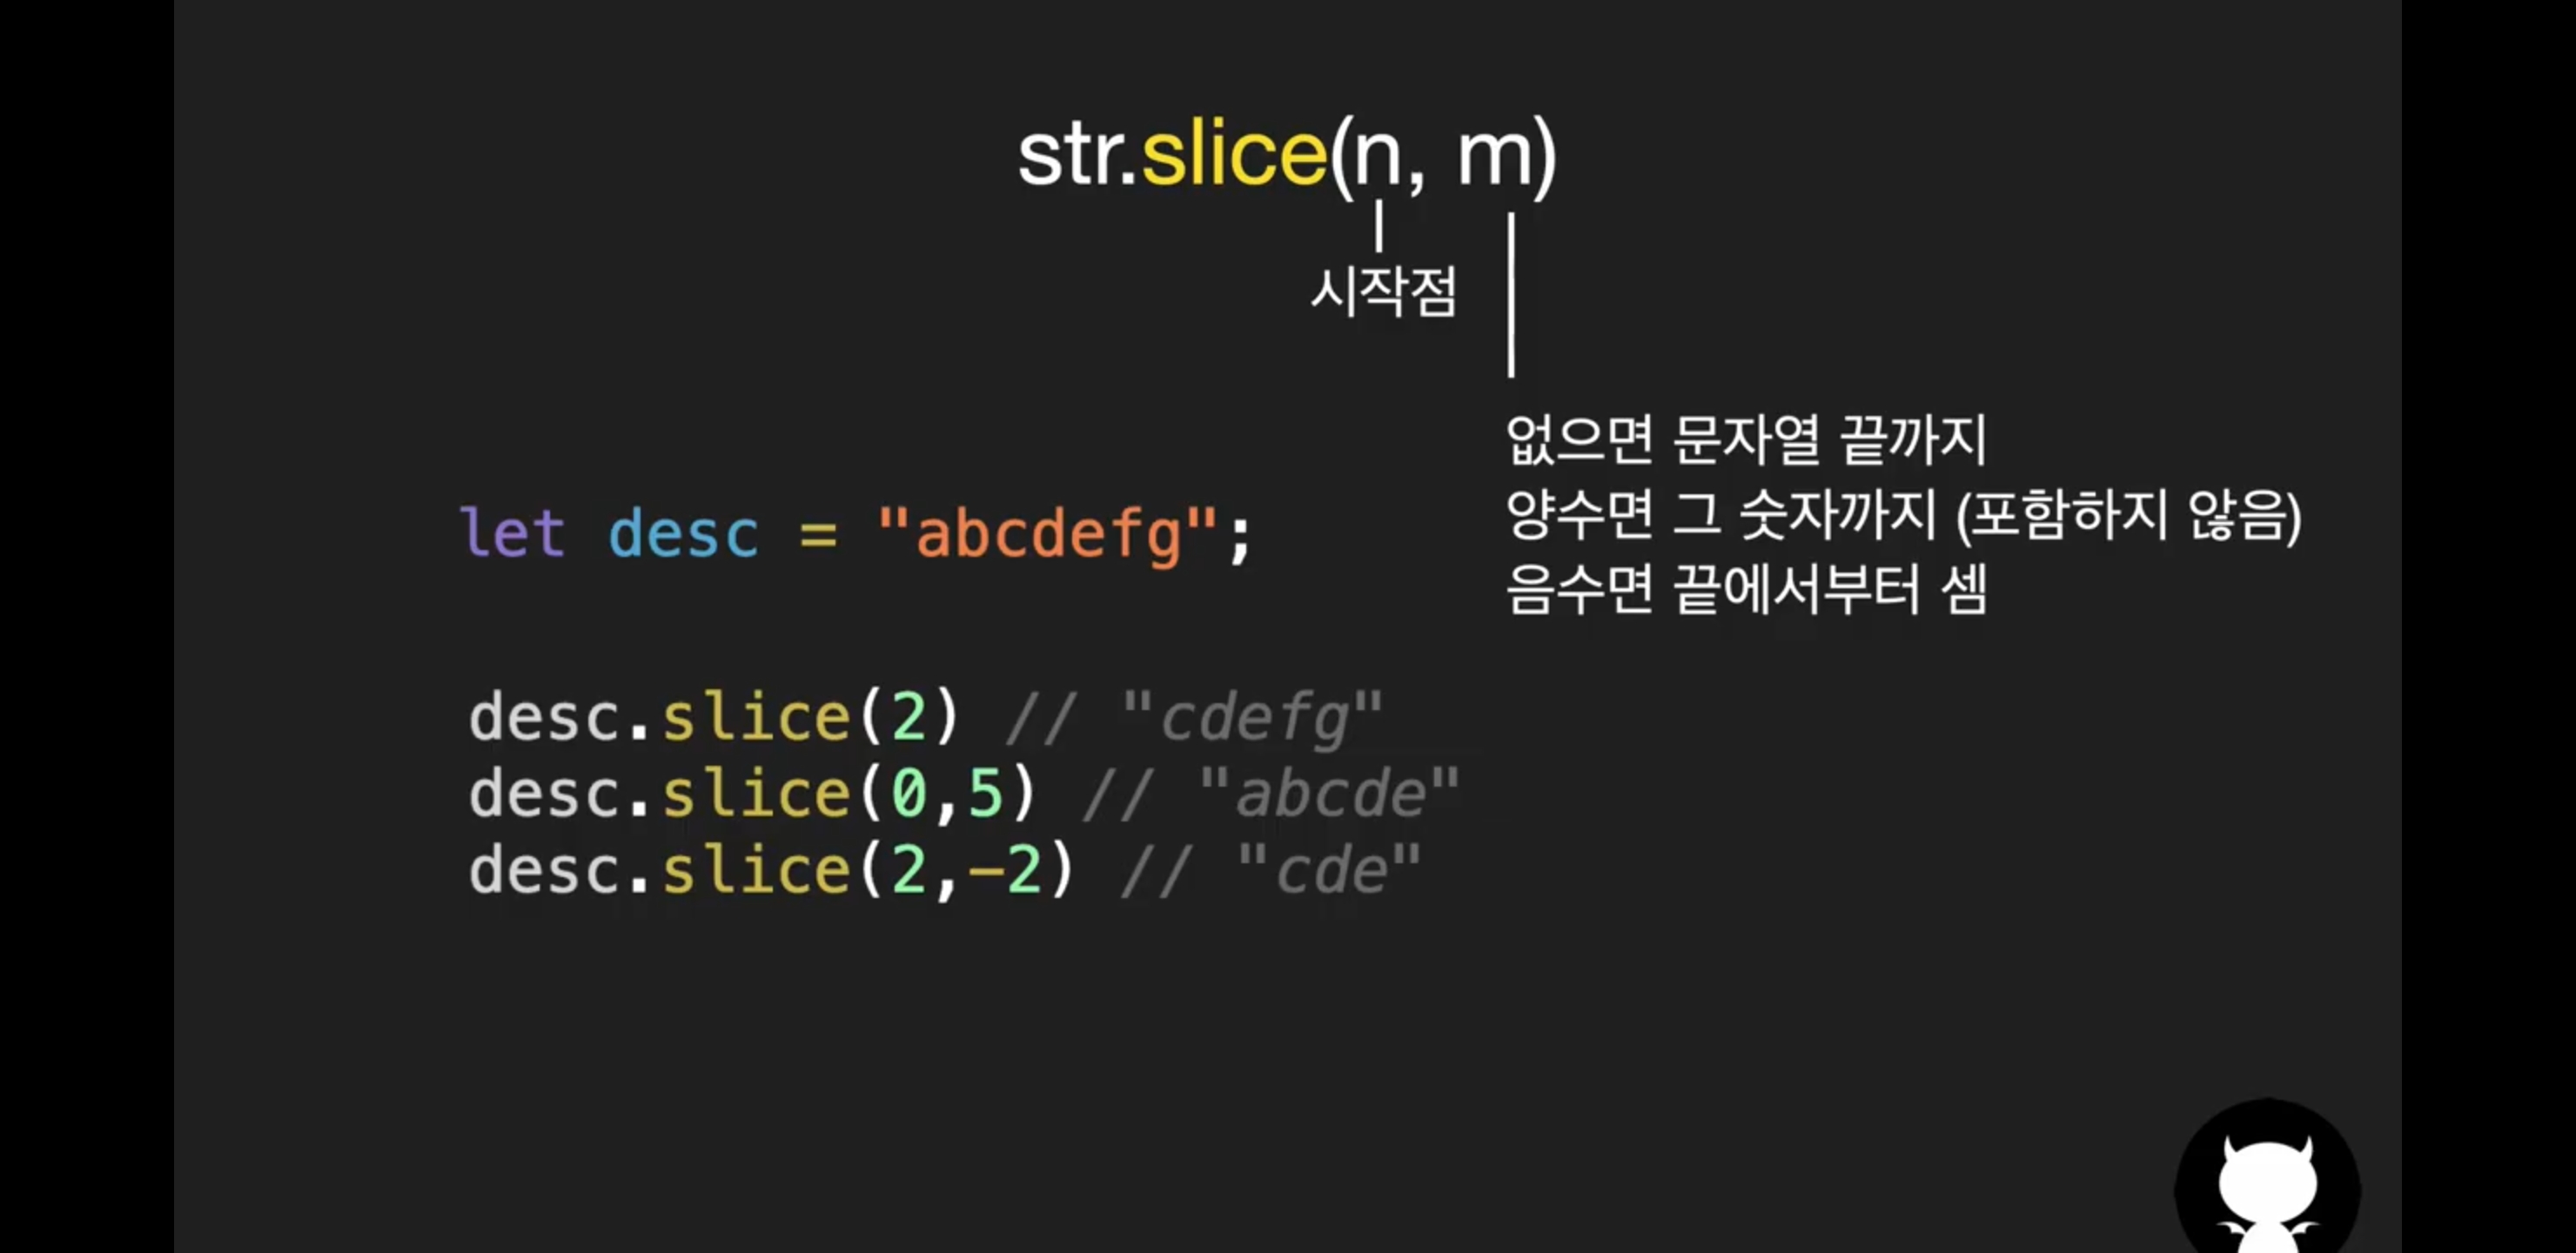 str.slice(n, m)
시작점
없으면 문자열 끝까지
양수면 그 숫자까지 (포함하지 않음)
음수면 끝에서부터 셈
let desc = "abcdefg";
desc.slice(2) // "cdefg"
desc.slice(0,5) // "abcde"
desc.slice(2,-2) // "cde"